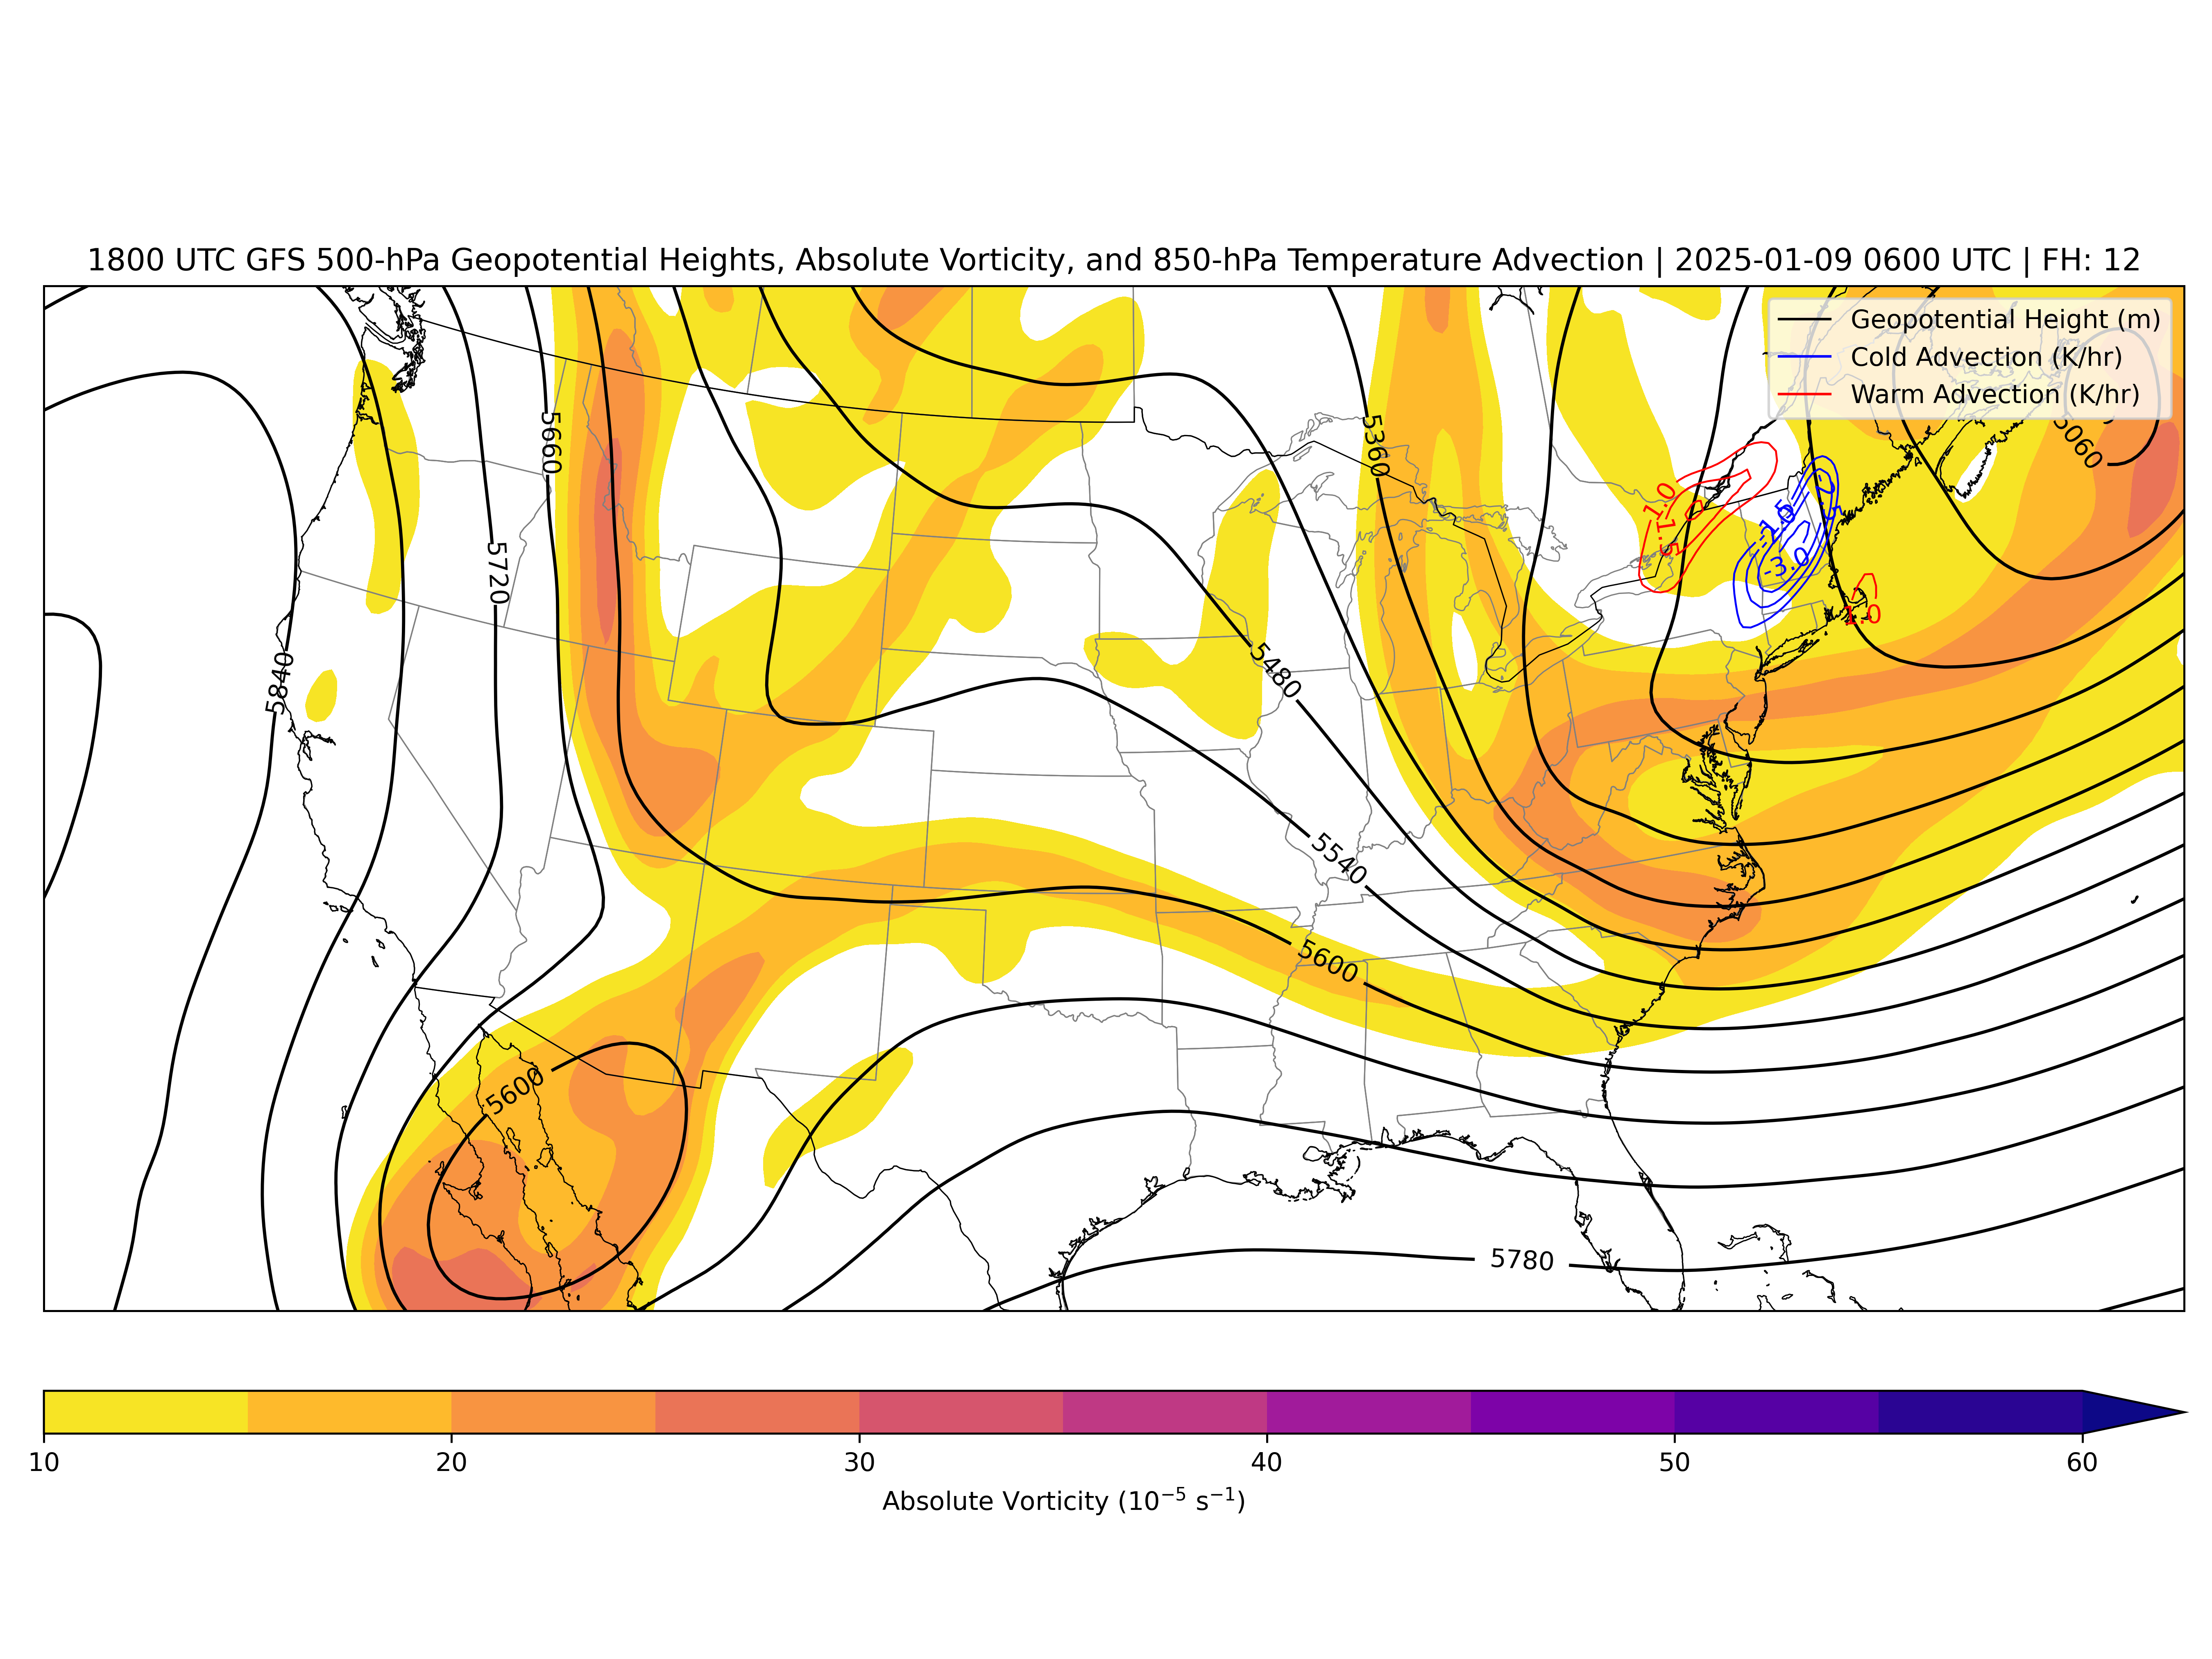 1800 UTC GFS 500-hPa Geopotential Heights, Absolute Vorticity, and 850-hPa Temperature Advection | 2025-01-09 0600 UTC | FH: 12
Geopotential Height (m)
Cold Advection (K/hr)
Warm Advection (K/hr)
5660
5360
5060
1.0
1.5
-1.5
-3.0
1.0
5720
5840
5480
5540
5600
5600
5780
10 20 30 40 50 60
Absolute Vorticity (10⁻⁵ s⁻¹)